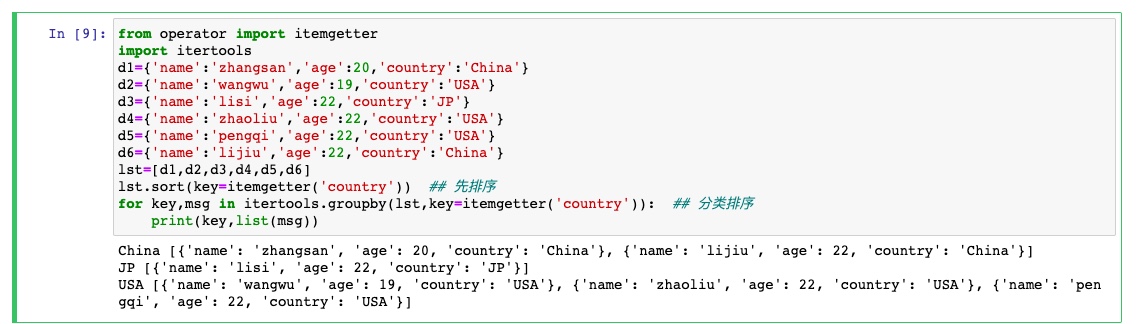 In [9]: from operator import itemgetter
import itertools
d1={'name':'zhangsan','age':20,'country':'China'}
d2={'name':'wangwu','age':19,'country':'USA'}
d3={'name':'lisi','age':22,'country':'JP'}
d4={'name':'zhaoliu','age':22,'country':'USA'}
d5={'name':'pengqi','age':22,'country':'USA'}
d6={'name':'lijiu','age':22,'country':'China'}
lst=[d1,d2,d3,d4,d5,d6]
lst.sort(key=itemgetter('country'))  ## 先排序
for key,msg in itertools.groupby(lst,key=itemgetter('country')):  ## 分类排序
    print(key,list(msg))
China [{'name': 'zhangsan', 'age': 20, 'country': 'China'}, {'name': 'lijiu', 'age': 22, 'country': 'China'}]
JP [{'name': 'lisi', 'age': 22, 'country': 'JP'}]
USA [{'name': 'wangwu', 'age': 19, 'country': 'USA'}, {'name': 'zhaoliu', 'age': 22, 'country': 'USA'}, {'name': 'pen
gqi', 'age': 22, 'country': 'USA'}]